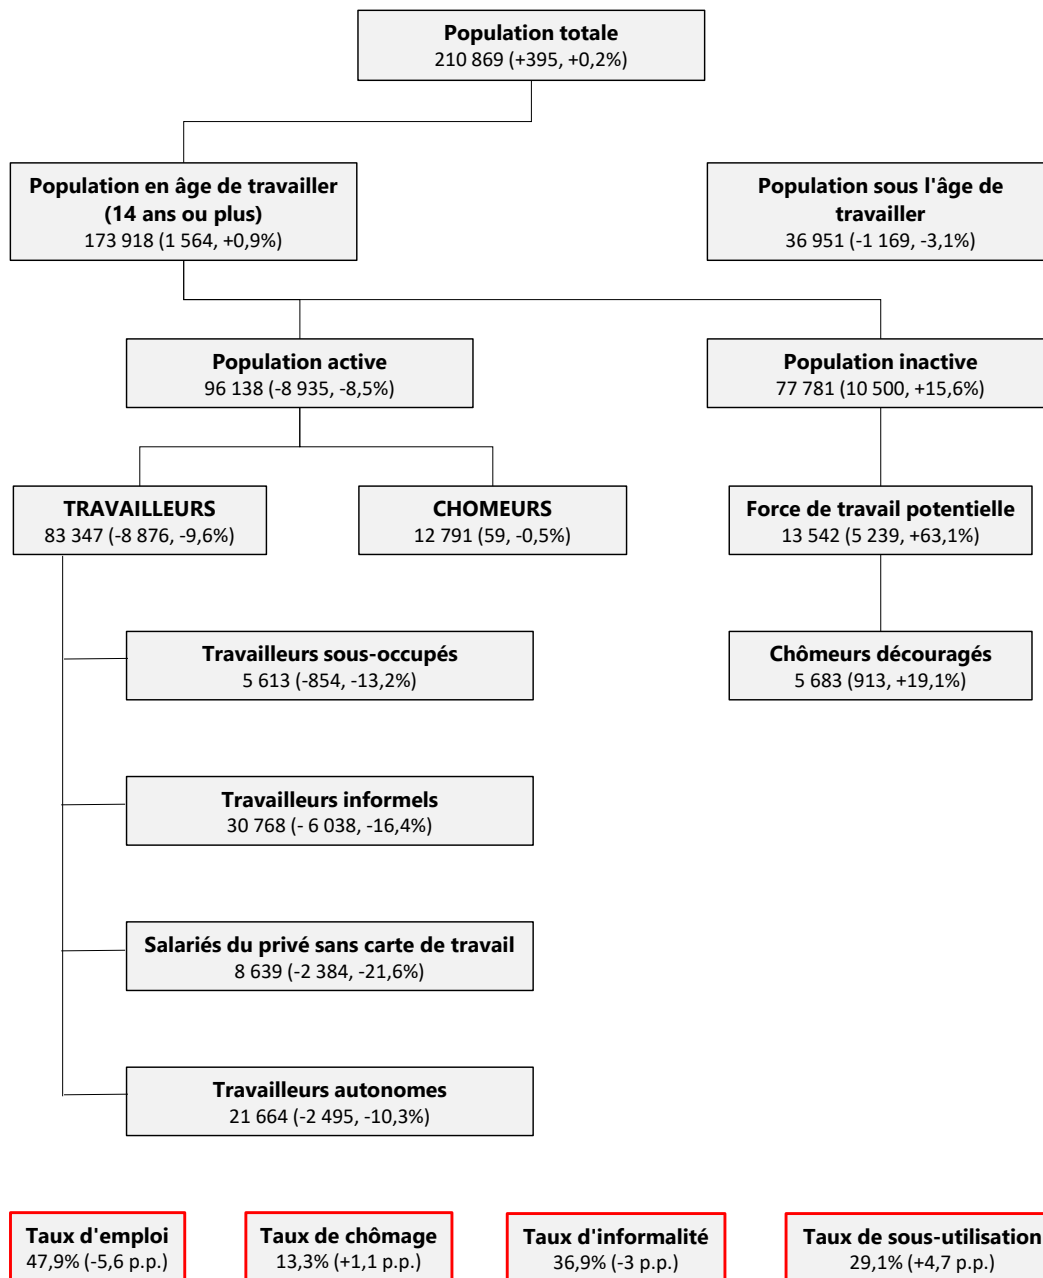 Population totale
210 869 (+395, +0,2%)
Population en âge de travailler
(14 ans ou plus)
173 918 (1 564, +0,9%)
Population sous l'âge de
travailler
36 951 (-1 169, -3,1%)
Population active
96 138 (-8 935, -8,5%)
Population inactive
77 781 (10 500, +15,6%)
TRAVAILLEURS
83 347 (-8 876, -9,6%)
CHOMEURS
12 791 (59, -0,5%)
Force de travail potentielle
13 542 (5 239, +63,1%)
Travailleurs sous-occupés
5 613 (-854, -13,2%)
Chômeurs découragés
5 683 (913, +19,1%)
Travailleurs informels
30 768 (- 6 038, -16,4%)
Salariés du privé sans carte de travail
8 639 (-2 384, -21,6%)
Travailleurs autonomes
21 664 (-2 495, -10,3%)
Taux d'emploi
47,9% (-5,6 p.p.)
Taux de chômage
13,3% (+1,1 p.p.)
Taux d'informalité
36,9% (-3 p.p.)
Taux de sous-utilisation
29,1% (+4,7 p.p.)